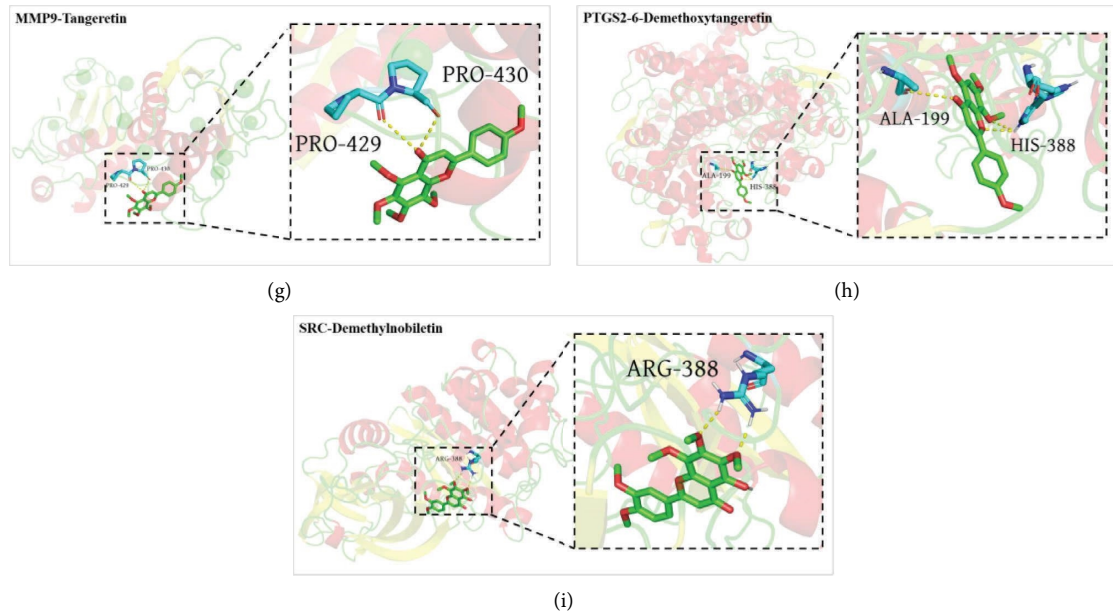 MMP9-Tangeretin
PRO-430
PRO-429
PRO-430
PRO-429
(g)
PTGS2-6-Demethoxytangeretin
ALA-199
HIS-388
ALA-199
HIS-388
(h)
SRC-Demethylnobiletin
ARG-388
ARG-388
(i)